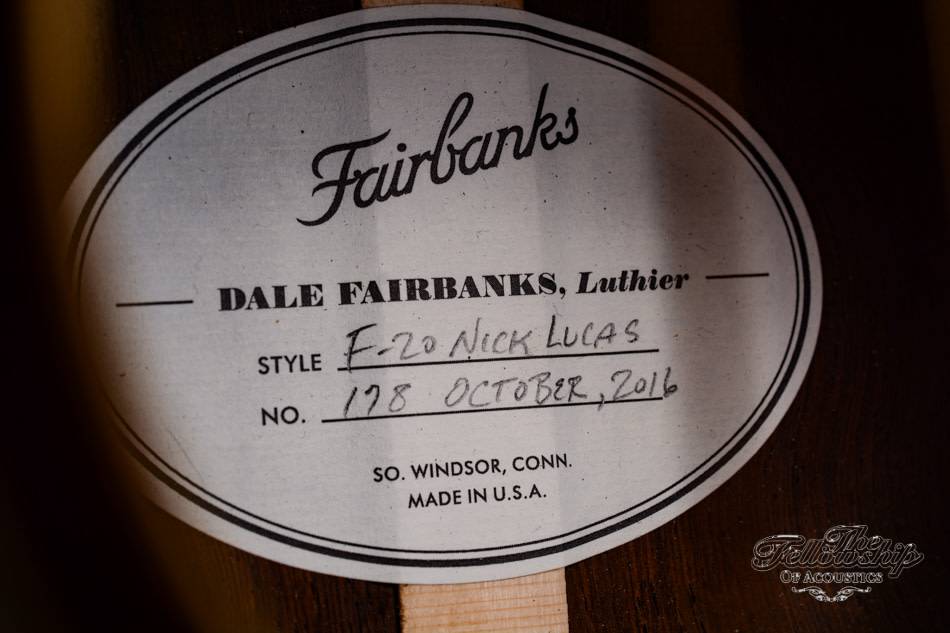 Fairbanks
DALE FAIRBANKS, Luthier
STYLE F-20 NICK LUCAS
NO. 178 OCTOBER, 2016
SO. WINDSOR, CONN.
MADE IN U.S.A.
The
Fellowship
OF ACOUSTICS